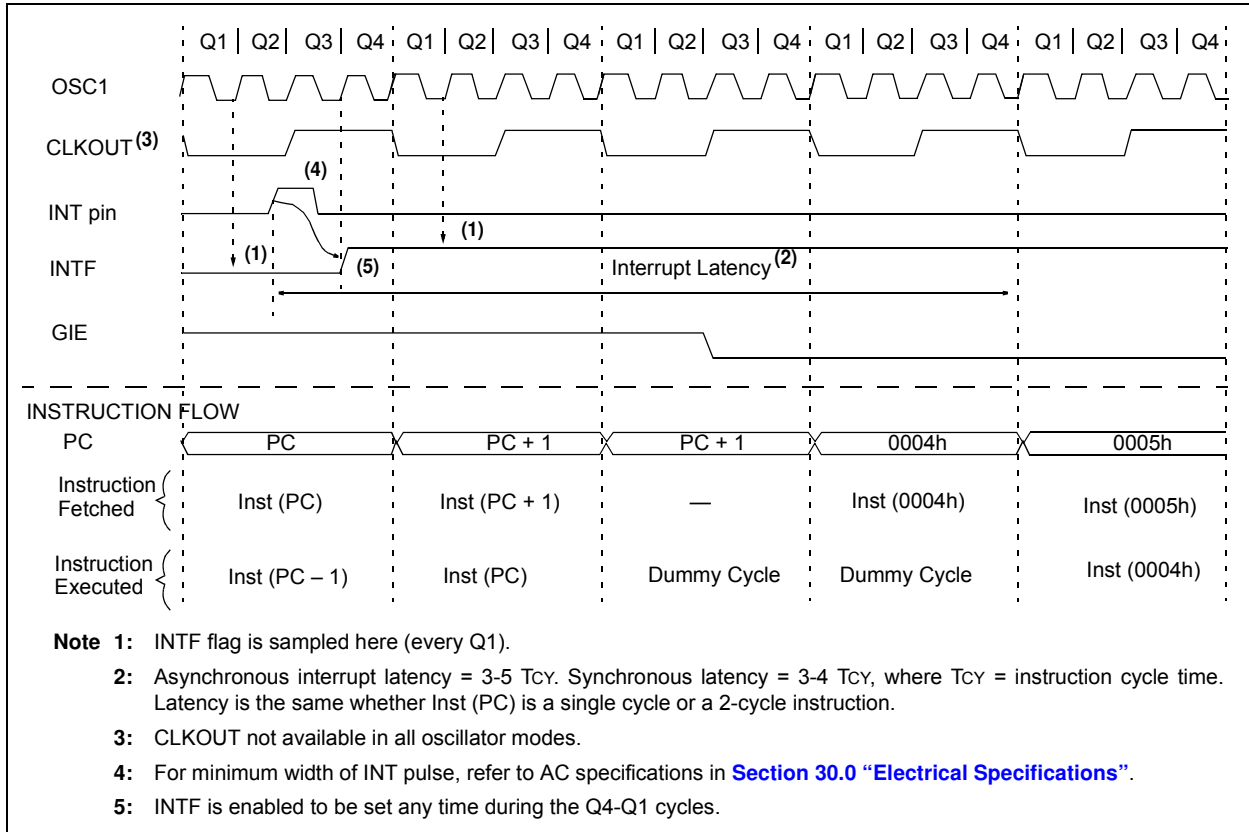 Q1 Q2 Q3 Q4 Q1 Q2 Q3 Q4 Q1 Q2 Q3 Q4 Q1 Q2 Q3 Q4 Q1 Q2 Q3 Q4
OSC1
CLKOUT (3)
(4)
INT pin
(1) (1)
INTF
(5)
Interrupt Latency (2)
GIE
INSTRUCTION FLOW
PC PC PC + 1 PC + 1 0004h 0005h
Instruction
Fetched
Inst (PC) Inst (PC + 1) — Inst (0004h) Inst (0005h)
Instruction
Executed
Inst (PC – 1) Inst (PC) Dummy Cycle Dummy Cycle Inst (0004h)
Note 1: INTF flag is sampled here (every Q1).
2: Asynchronous interrupt latency = 3-5 TCY. Synchronous latency = 3-4 TCY, where TCY = instruction cycle time.
Latency is the same whether Inst (PC) is a single cycle or a 2-cycle instruction.
3: CLKOUT not available in all oscillator modes.
4: For minimum width of INT pulse, refer to AC specifications in Section 30.0 “Electrical Specifications”.
5: INTF is enabled to be set any time during the Q4-Q1 cycles.